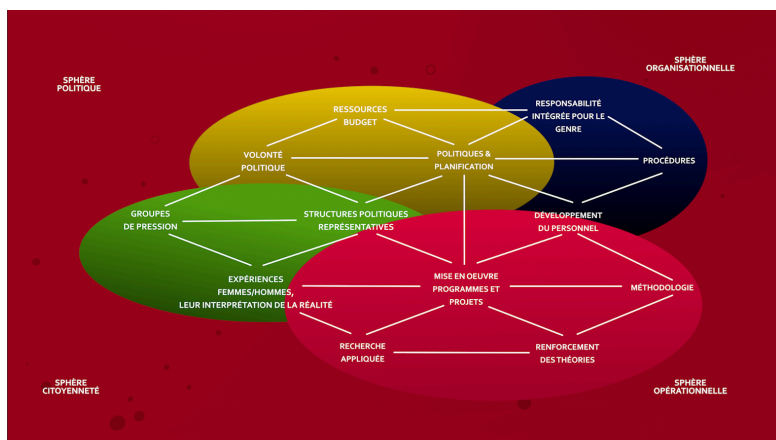 SPHÈRE
POLITIQUE
SPHÈRE
ORGANISATIONNELLE
RESSOURCES
BUDGET
RESPONSABILITÉ
INTÉGRÉE POUR LE
GENRE
VOLONTÉ
POLITIQUE
POLITIQUES &
PLANIFICATION
PROCÉDURES
GROUPES
DE PRESSION
STRUCTURES POLITIQUES
REPRÉSENTATIVES
DÉVELOPPEMENT
DU PERSONNEL
EXPÉRIENCES
FEMMES/HOMMES,
LEUR INTERPRÉTATION DE LA RÉALITÉ
MISE EN OEUVRE
PROGRAMMES ET
PROJETS
MÉTHODOLOGIE
RECHERCHE
APPLIQUÉE
RENFORCEMENT
DES THÉORIES
SPHÈRE
CITOYENNETÉ
SPHÈRE
OPÉRATIONNELLE